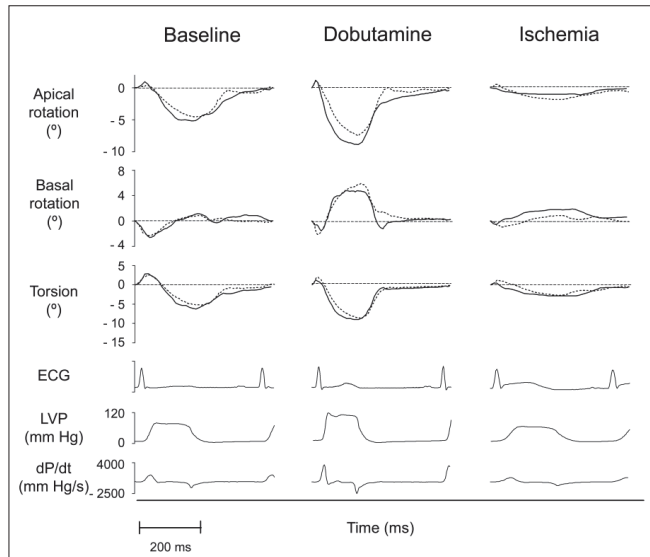 Baseline Dobutamine Ischemia
Apical
rotation
(º)
0
- 5
- 10
Basal
rotation
(º)
8
4
0
- 4
Torsion
(º)
5
0
- 5
- 10
- 15
ECG
LVP
(mm Hg)
120
0
dP/dt
(mm Hg/s)
4000
- 2500
200 ms
Time (ms)